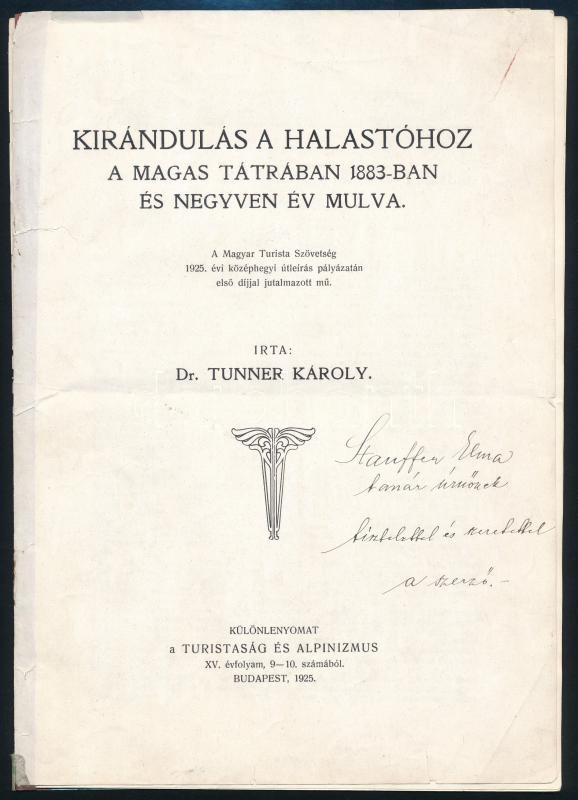 KIRÁNDULÁS A HALASTÓHOZ
A MAGAS TÁTRÁBAN 1883-BAN
ÉS NEGYVEN ÉV MULVA.
A Magyar Turista Szövetség
1925. évi középhegyi útleírás pályázatán
első díjjal jutalmazott mű.
IRTA:
Dr. TUNNER KÁROLY.
Stauffer Elma
tanár úrnőnek
tisztelettel és szeretettel
a szerző.-
KÜLÖNLENYOMAT
a TURISTASÁG ÉS ALPINIZMUS
XV. évfolyam, 9—10. számából.
BUDAPEST, 1925.